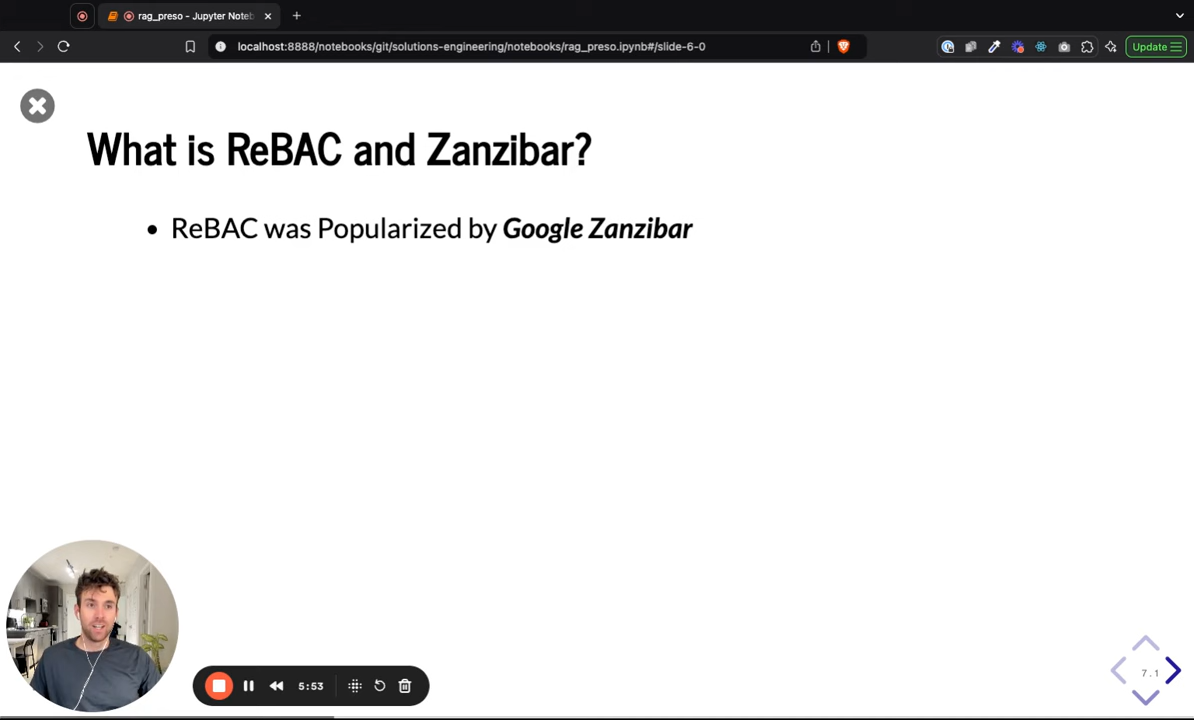 rag_preso - Jupyter Noteb
localhost:8888/notebooks/git/solutions-engineering/notebooks/rag_preso.ipynb#/slide-6-0
Update
What is ReBAC and Zanzibar?
• ReBAC was Popularized by Google Zanzibar
5:53
7.1